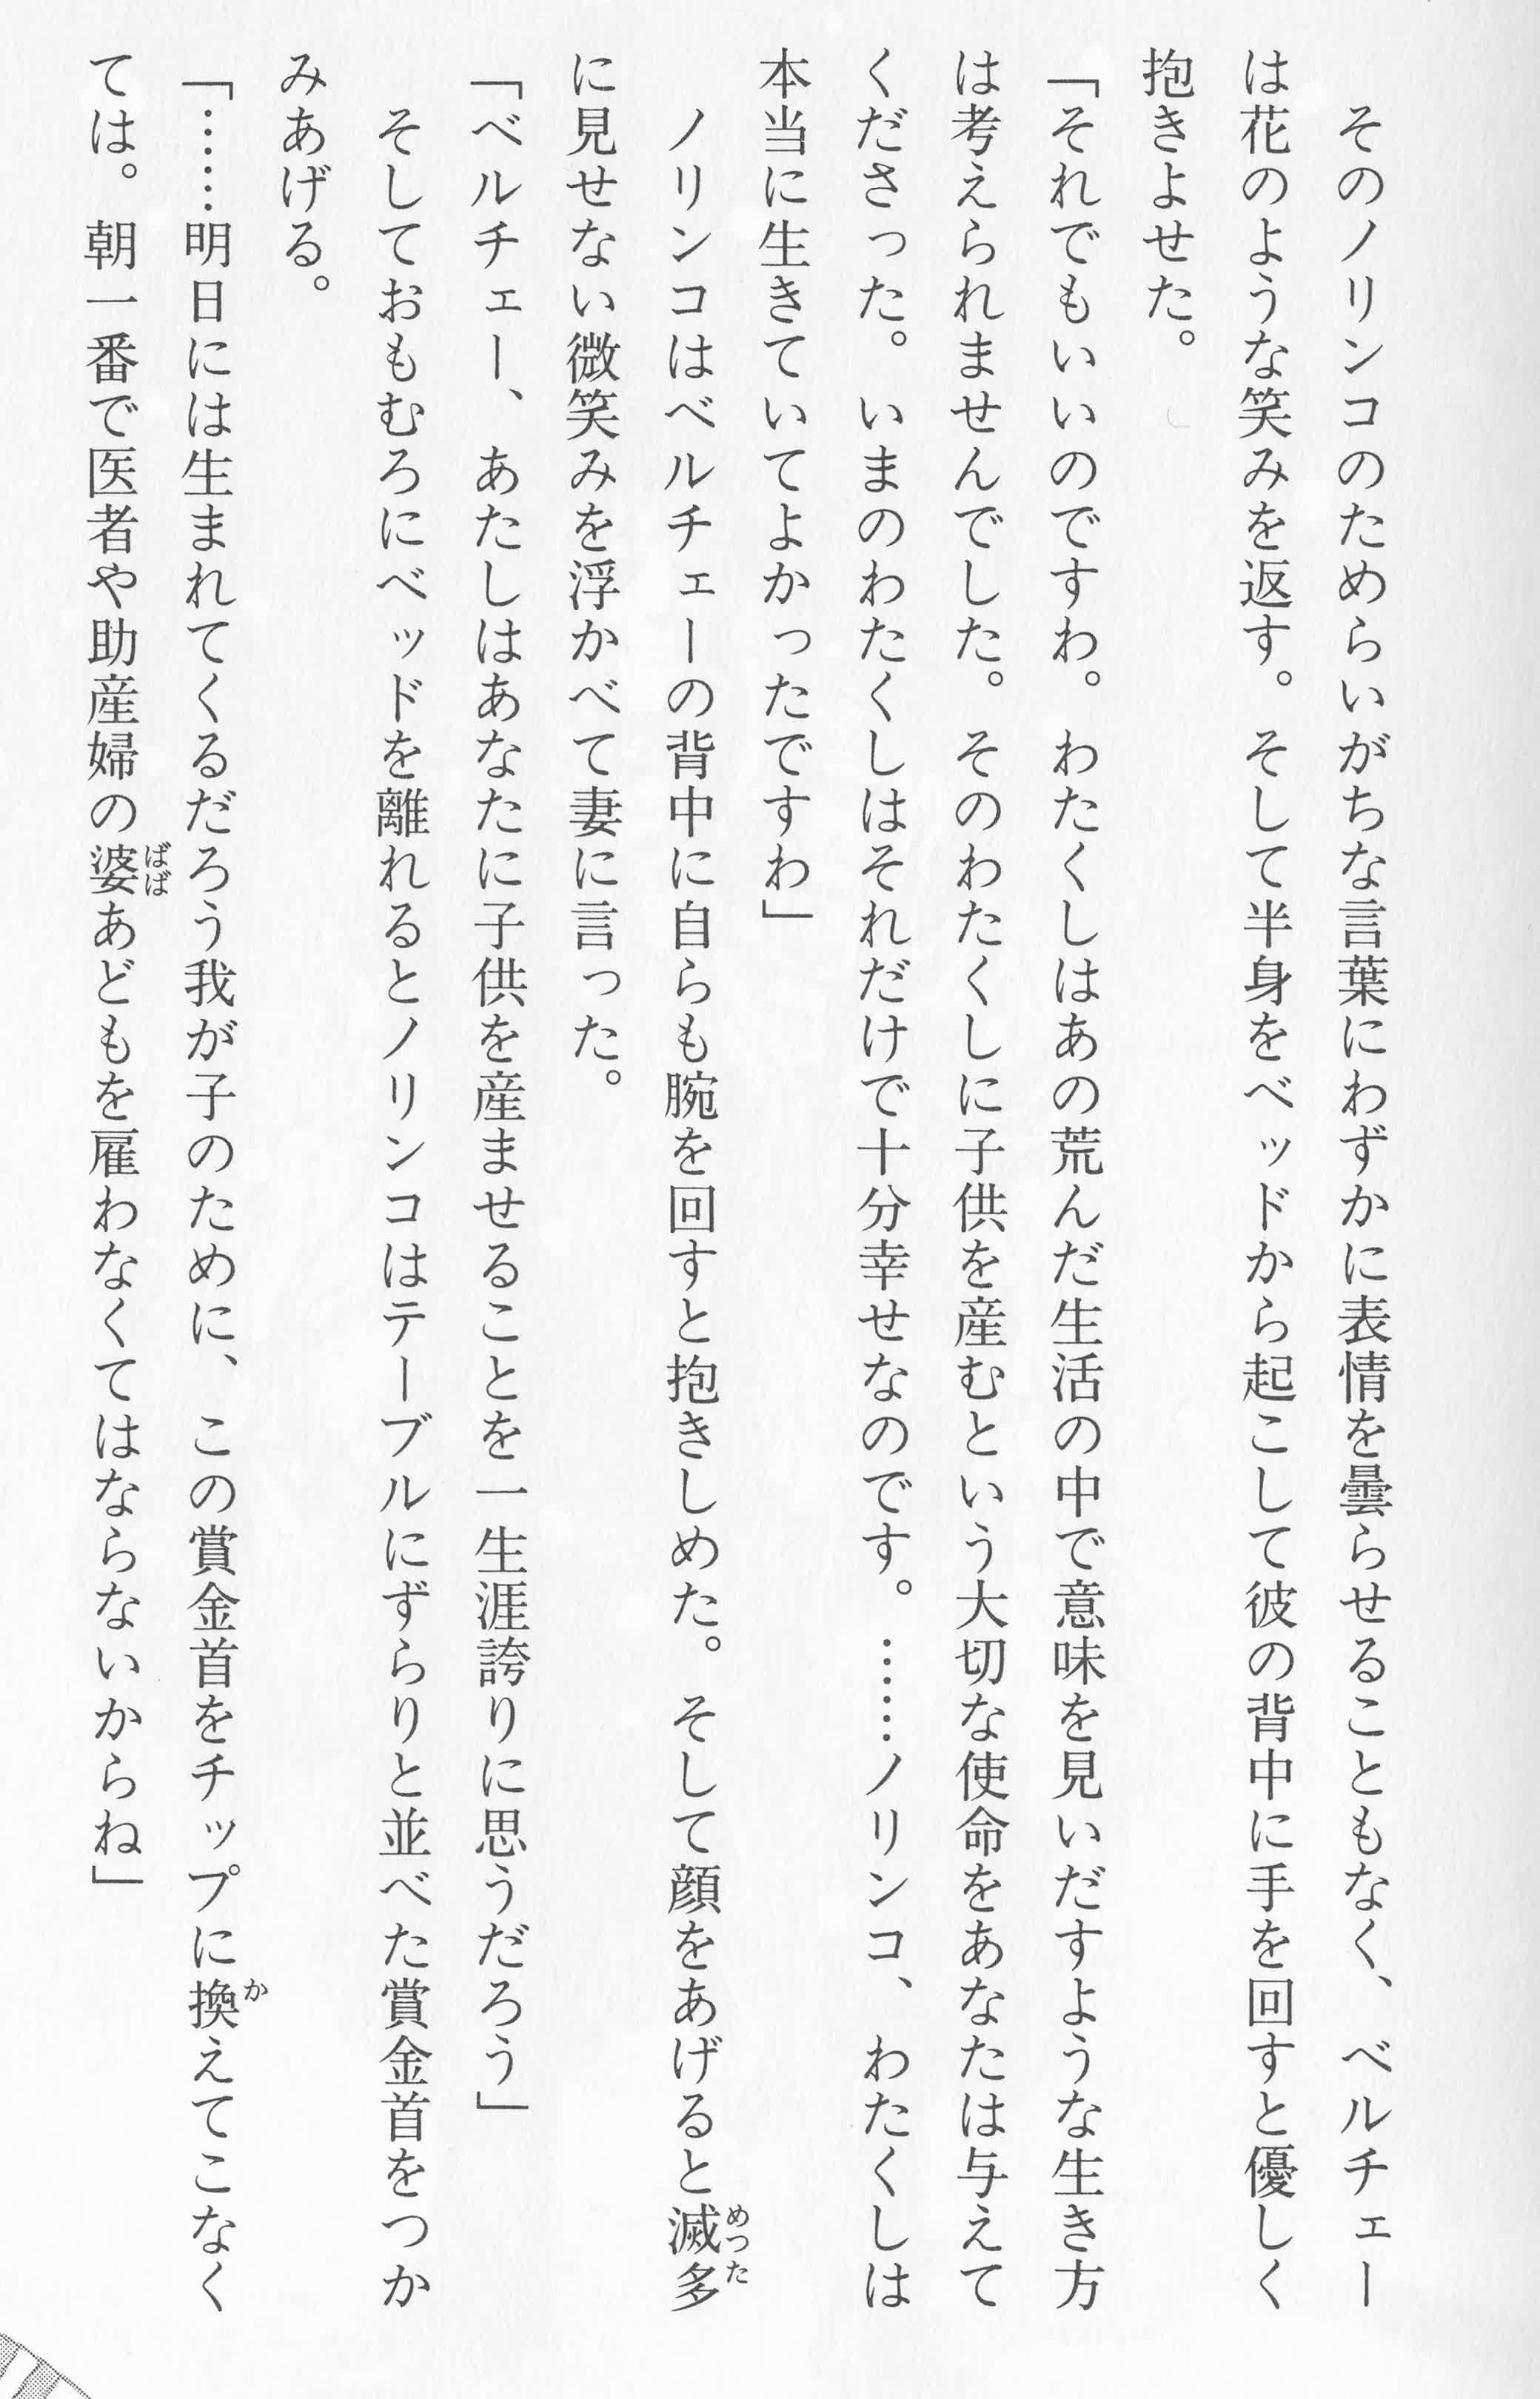 そのノリンコのためらいがちな言葉にわずかに表情を曇らせることもなく、ベルチェー
は花のような笑みを返す。そして半身をベッドから起こして彼の背中に手を回すと優しく
抱きよせた。
「それでもいいのですわ。わたくしはあの荒んだ生活の中で意味を見いだすような生き方
は考えられませんでした。そのわたくしに子供を産むという大切な使命をあなたは与えて
くださった。いまのわたくしはそれだけで十分幸せなのです。……ノリンコ、わたくしは
本当に生きていてよかったですわ」
ノリンコはベルチェーの背中に自らも腕を回すと抱きしめた。そして顔をあげると滅多
に見せない微笑みを浮かべて妻に言った。
「ベルチェー、あたしはあなたに子供を産ませることを一生涯誇りに思うだろう」
そしておもむろにベッドを離れるとノリンコはテーブルにずらりと並べた賞金首をつか
みあげる。
「……明日には生まれてくるだろう我が子のために、この賞金首をチップに換えてこなく
ては。朝一番で医者や助産婦の婆あどもを雇わなくてはならないからね」